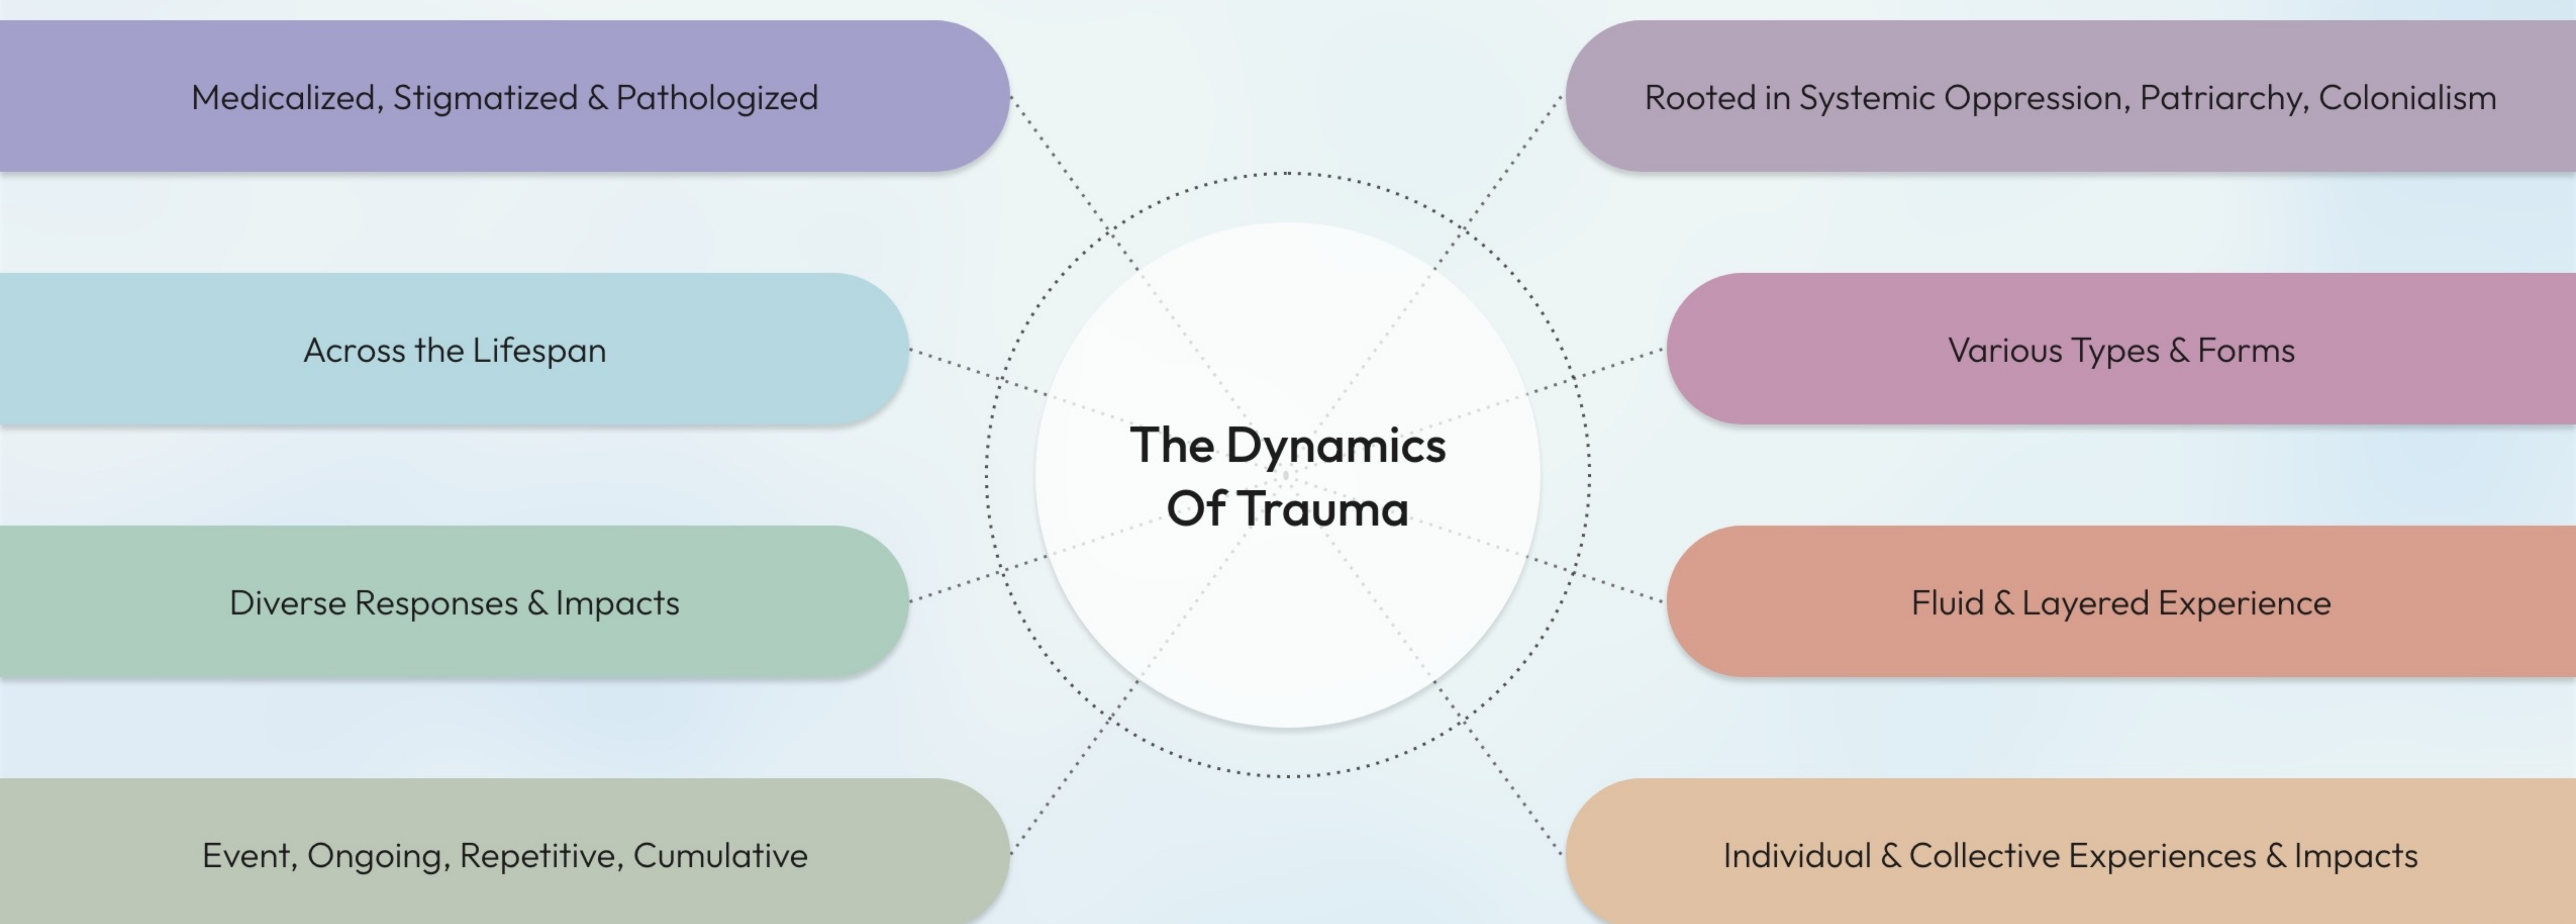 Medicalized, Stigmatized & Pathologized
Rooted in Systemic Oppression, Patriarchy, Colonialism
Across the Lifespan
Various Types & Forms
The Dynamics
Of Trauma
Diverse Responses & Impacts
Fluid & Layered Experience
Event, Ongoing, Repetitive, Cumulative
Individual & Collective Experiences & Impacts